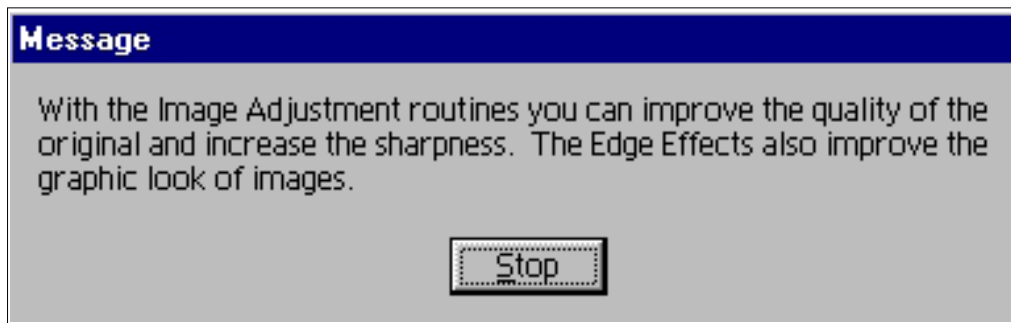 Message
With the Image Adjustment routines you can improve the quality of the
original and increase the sharpness.  The Edge Effects also improve the
graphic look of images.
Stop